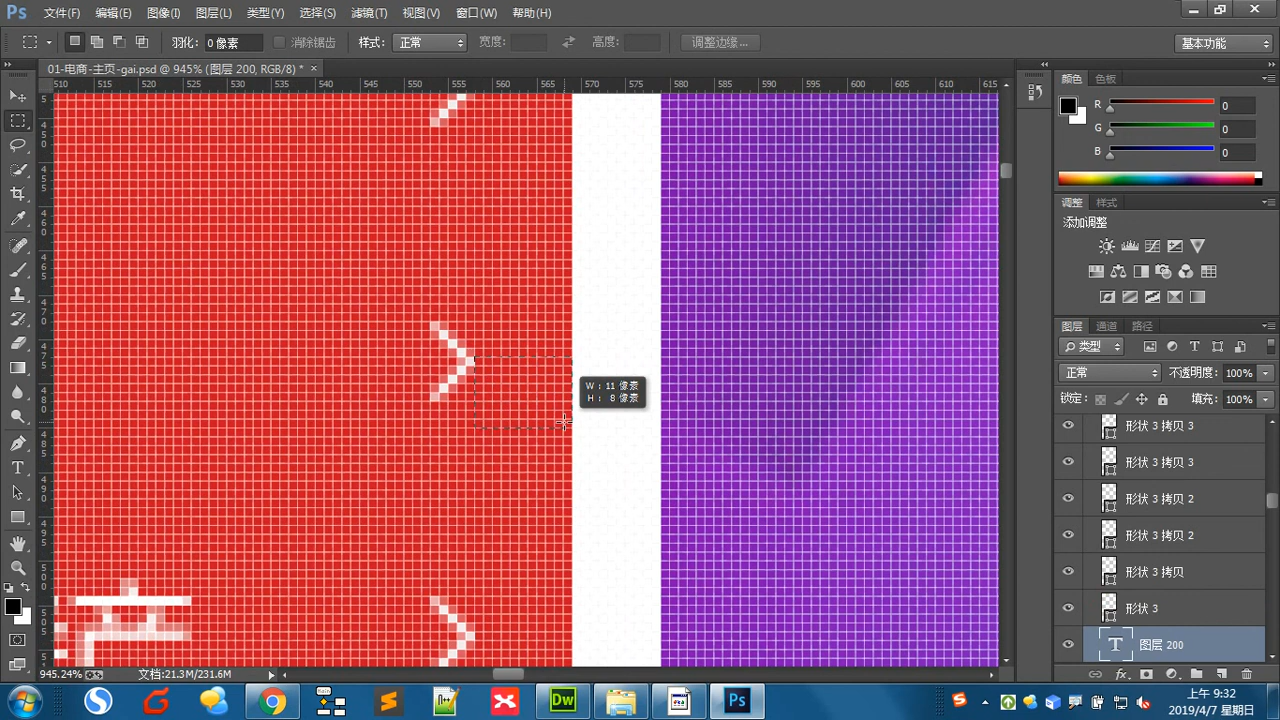 Ps 文件(F) 编辑(E) 图像(I) 图层(L) 类型(Y) 选择(S) 滤镜(T) 视图(V) 窗口(W) 帮助(H)
羽化: 0 像素 消除锯齿 样式: 正常 宽度: 高度: 调整边缘... 基本功能
01-电商-主页-gai.psd @ 945% (图层 200, RGB/8) * ×
510 515 520 525 530 535 540 545 550 555 560 565 570 575 580 585 590 595 600 605 610 615
颜色 色板
R 0
G 0
B 0
调整 样式
添加调整
W: 11 像素
H: 8 像素
图层 通道 路径
类型
正常 不透明度: 100%
锁定: 填充: 100%
形状 3 拷贝 3
形状 3 拷贝 3
形状 3 拷贝 2
形状 3 拷贝 2
形状 3 拷贝
形状 3
T 图层 200
945.24% 文档:21.3M/231.6M
Dw Ps
午 9:32
2019/4/7 星期日